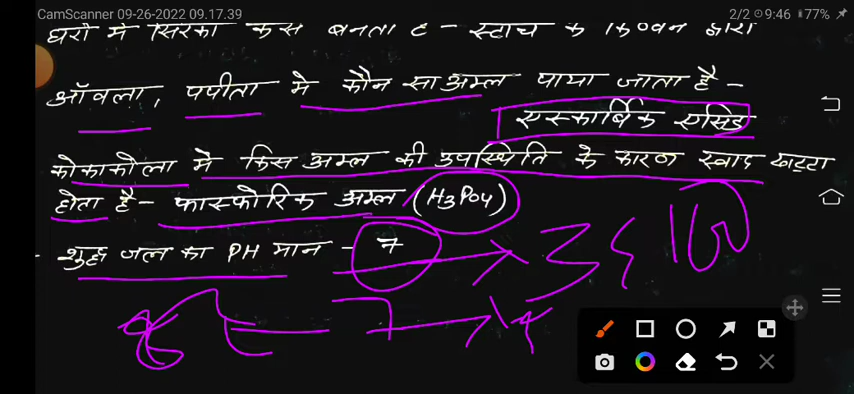 CamScanner 09-26-2022 09.17.39
2/2 9:46 77%
घरो मे सिरका कैसे बनता है - स्टार्च के किण्वन द्वारा
आँवला, पपीता मे कौन सा अम्ल पाया जाता है -
एस्कार्बिक एसिड
कोकाकोला मे किस अम्ल की उपस्थिति के कारण स्वाद खट्टा
होता है - फास्फोरिक अम्ल (H3PO4)
शुद्ध जल का PH मान - 7
7